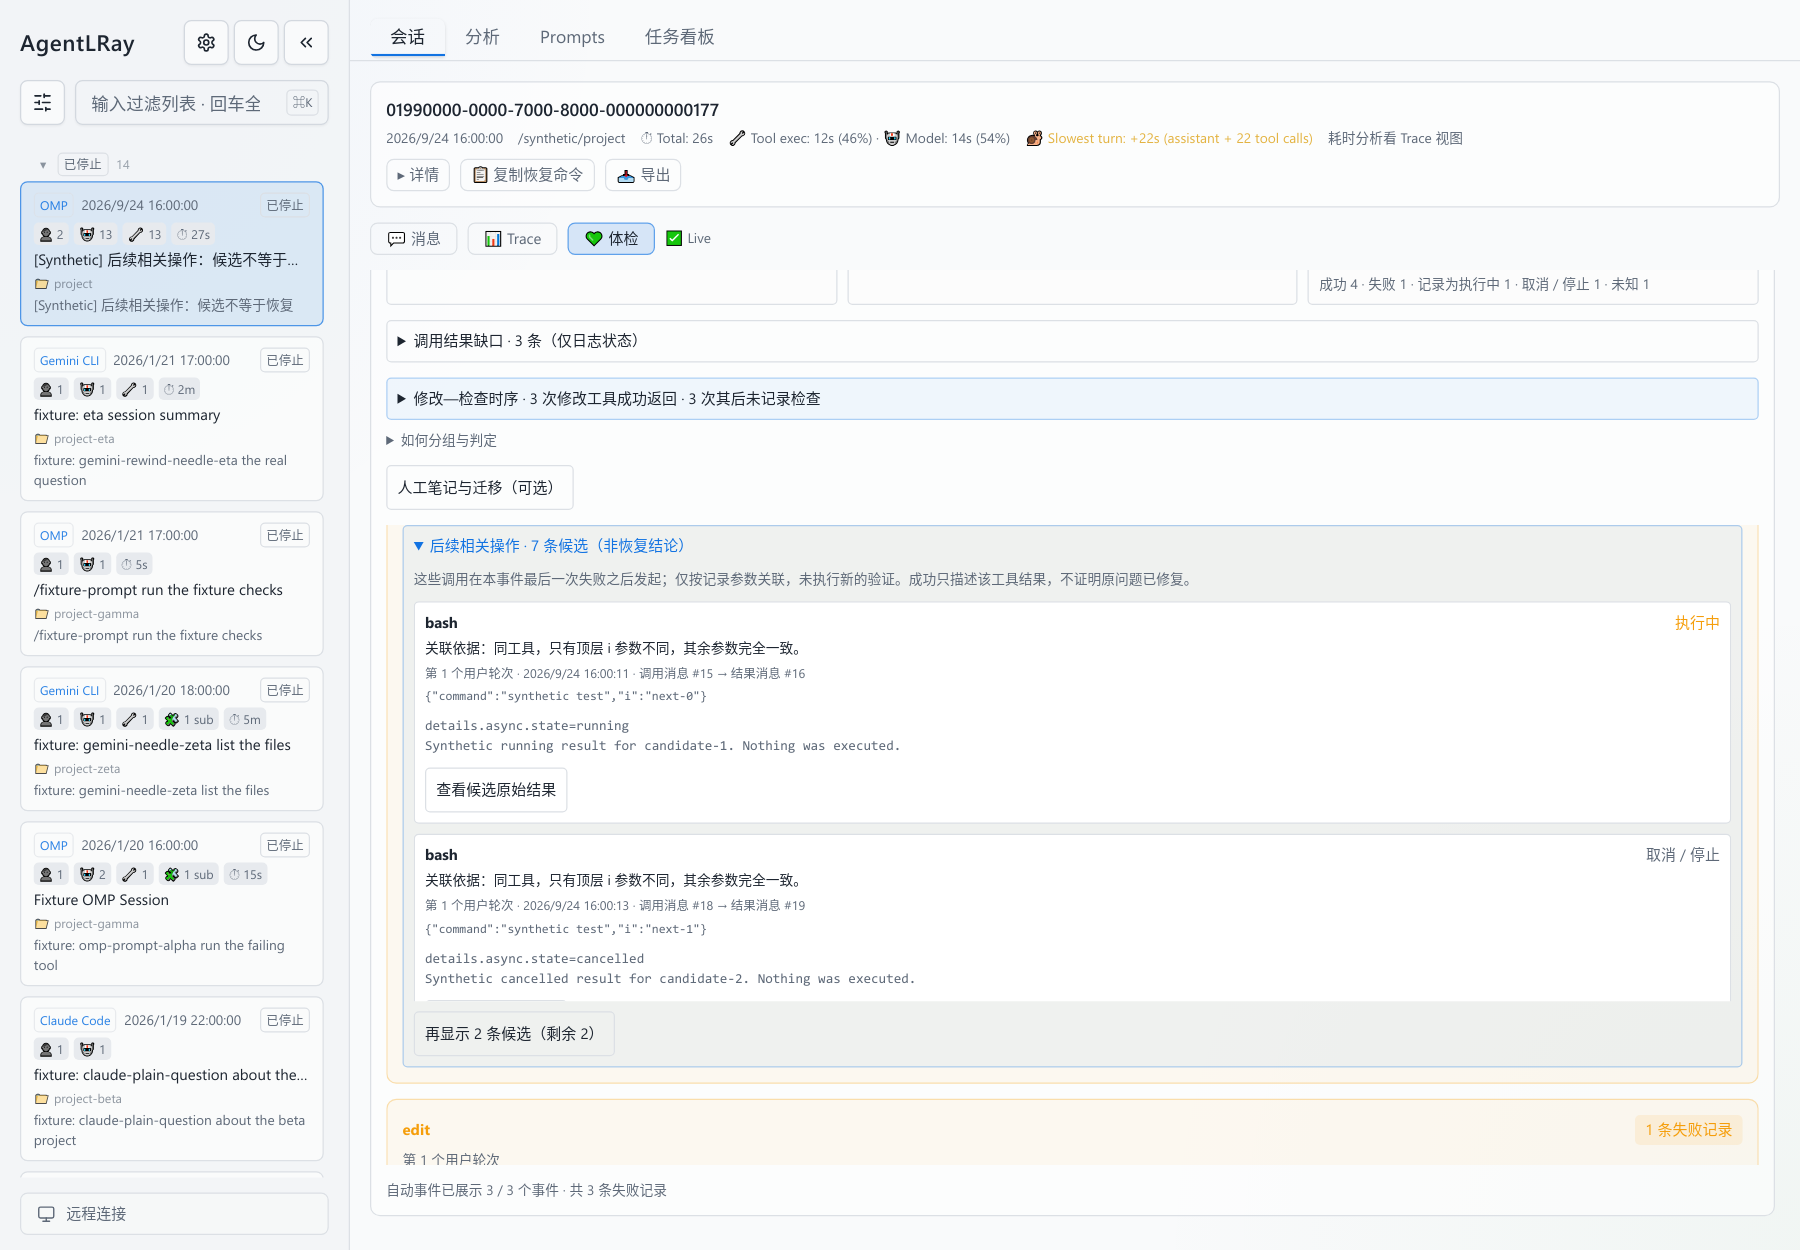 AgentLRay
输入过滤列表 · 回车全
⌘K
▼ 已停止 14
OMP 2026/9/24 16:00:00 已停止
2 13 13 27s
[Synthetic] 后续相关操作：候选不等于...
project
[Synthetic] 后续相关操作：候选不等于恢复
Gemini CLI 2026/1/21 17:00:00 已停止
1 1 1 2m
fixture: eta session summary
project-eta
fixture: gemini-rewind-needle-eta the real
question
OMP 2026/1/21 17:00:00 已停止
1 1 5s
/fixture-prompt run the fixture checks
project-gamma
/fixture-prompt run the fixture checks
Gemini CLI 2026/1/20 18:00:00 已停止
1 1 1 1 sub 5m
fixture: gemini-needle-zeta list the files
project-zeta
fixture: gemini-needle-zeta list the files
OMP 2026/1/20 16:00:00 已停止
1 2 1 1 sub 15s
Fixture OMP Session
project-gamma
fixture: omp-prompt-alpha run the failing
tool
Claude Code 2026/1/19 22:00:00 已停止
1 1
fixture: claude-plain-question about the...
project-beta
fixture: claude-plain-question about the beta
project
远程连接
会话 分析 Prompts 任务看板
01990000-0000-7000-8000-000000000177
2026/9/24 16:00:00 /synthetic/project Total: 26s Tool exec: 12s (46%) · Model: 14s (54%) Slowest turn: +22s (assistant + 22 tool calls) 耗时分析看 Trace 视图
▸ 详情 复制恢复命令 导出
消息 Trace 体检 Live
成功 4 · 失败 1 · 记录为执行中 1 · 取消 / 停止 1 · 未知 1
▶ 调用结果缺口 · 3 条（仅日志状态）
▶ 修改—检查时序 · 3 次修改工具成功返回 · 3 次其后未记录检查
▶ 如何分组与判定
人工笔记与迁移（可选）
▼ 后续相关操作 · 7 条候选（非恢复结论）
这些调用在本事件最后一次失败之后发起；仅按记录参数关联，未执行新的验证。成功只描述该工具结果，不证明原问题已修复。
bash 执行中
关联依据：同工具，只有顶层 i 参数不同，其余参数完全一致。
第 1 个用户轮次 · 2026/9/24 16:00:11 · 调用消息 #15 → 结果消息 #16
{"command":"synthetic test","i":"next-0"}
details.async.state=running
Synthetic running result for candidate-1. Nothing was executed.
查看候选原始结果
bash 取消 / 停止
关联依据：同工具，只有顶层 i 参数不同，其余参数完全一致。
第 1 个用户轮次 · 2026/9/24 16:00:13 · 调用消息 #18 → 结果消息 #19
{"command":"synthetic test","i":"next-1"}
details.async.state=cancelled
Synthetic cancelled result for candidate-2. Nothing was executed.
再显示 2 条候选（剩余 2）
edit 1 条失败记录
第 1 个用户轮次
自动事件已展示 3 / 3 个事件 · 共 3 条失败记录